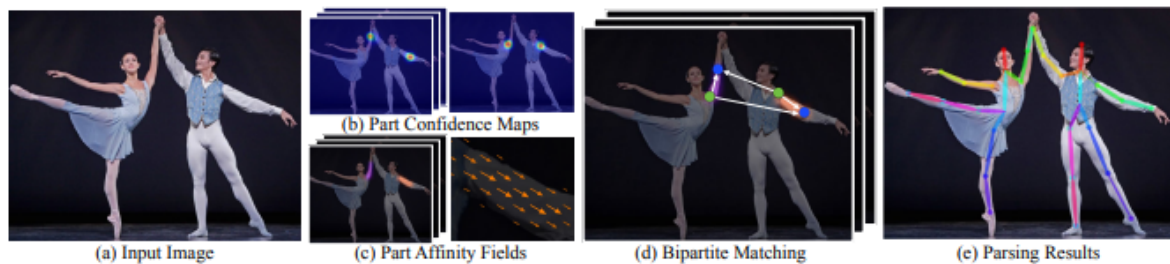 (a) Input Image
(b) Part Confidence Maps
(c) Part Affinity Fields
(d) Bipartite Matching
(e) Parsing Results